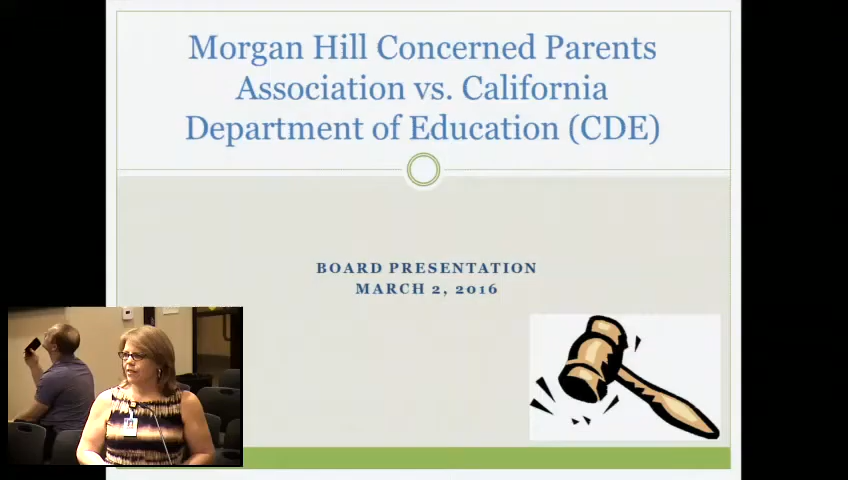 Morgan Hill Concerned Parents
Association vs. California
Department of Education (CDE)
BOARD PRESENTATION
MARCH 2, 2016